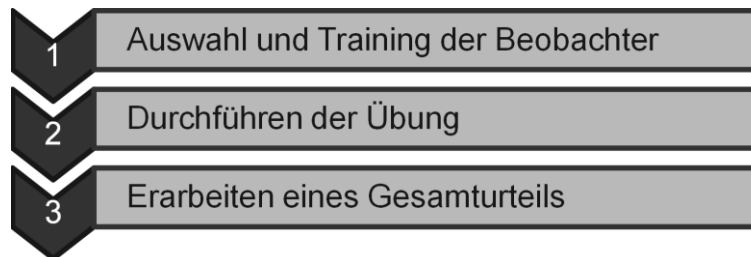 1 Auswahl und Training der Beobachter
2 Durchführen der Übung
3 Erarbeiten eines Gesamturteils